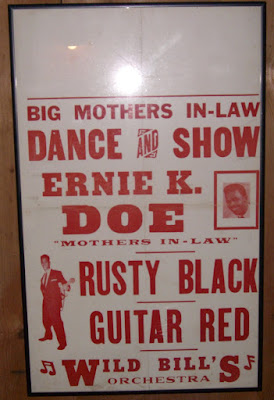 BIG MOTHERS IN-LAW
DANCE AND SHOW
ERNIE K.
DOE
"MOTHERS IN-LAW"
RUSTY BLACK
GUITAR RED
WILD BILL'S
ORCHESTRA